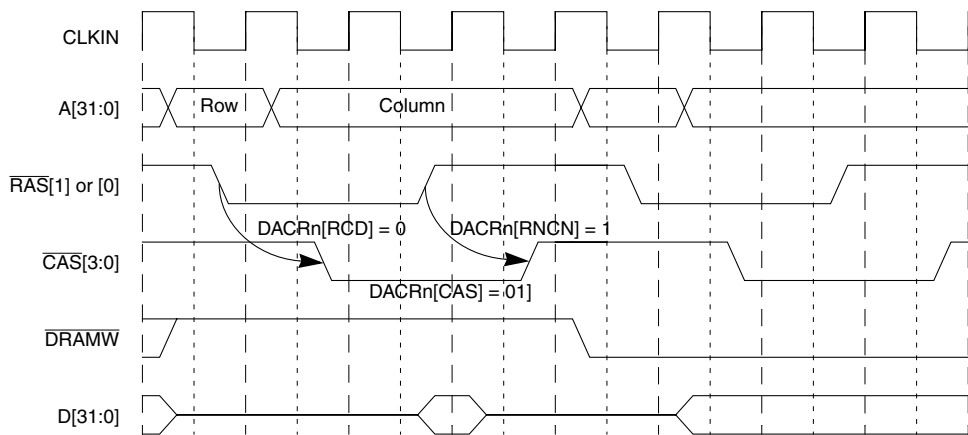 CLKIN
A[31:0]
Row
Column
RAS[1] or [0]
DACRn[RCD] = 0
DACRn[RNCN] = 1
CAS[3:0]
DACRn[CAS] = 01]
DRAMW
D[31:0]